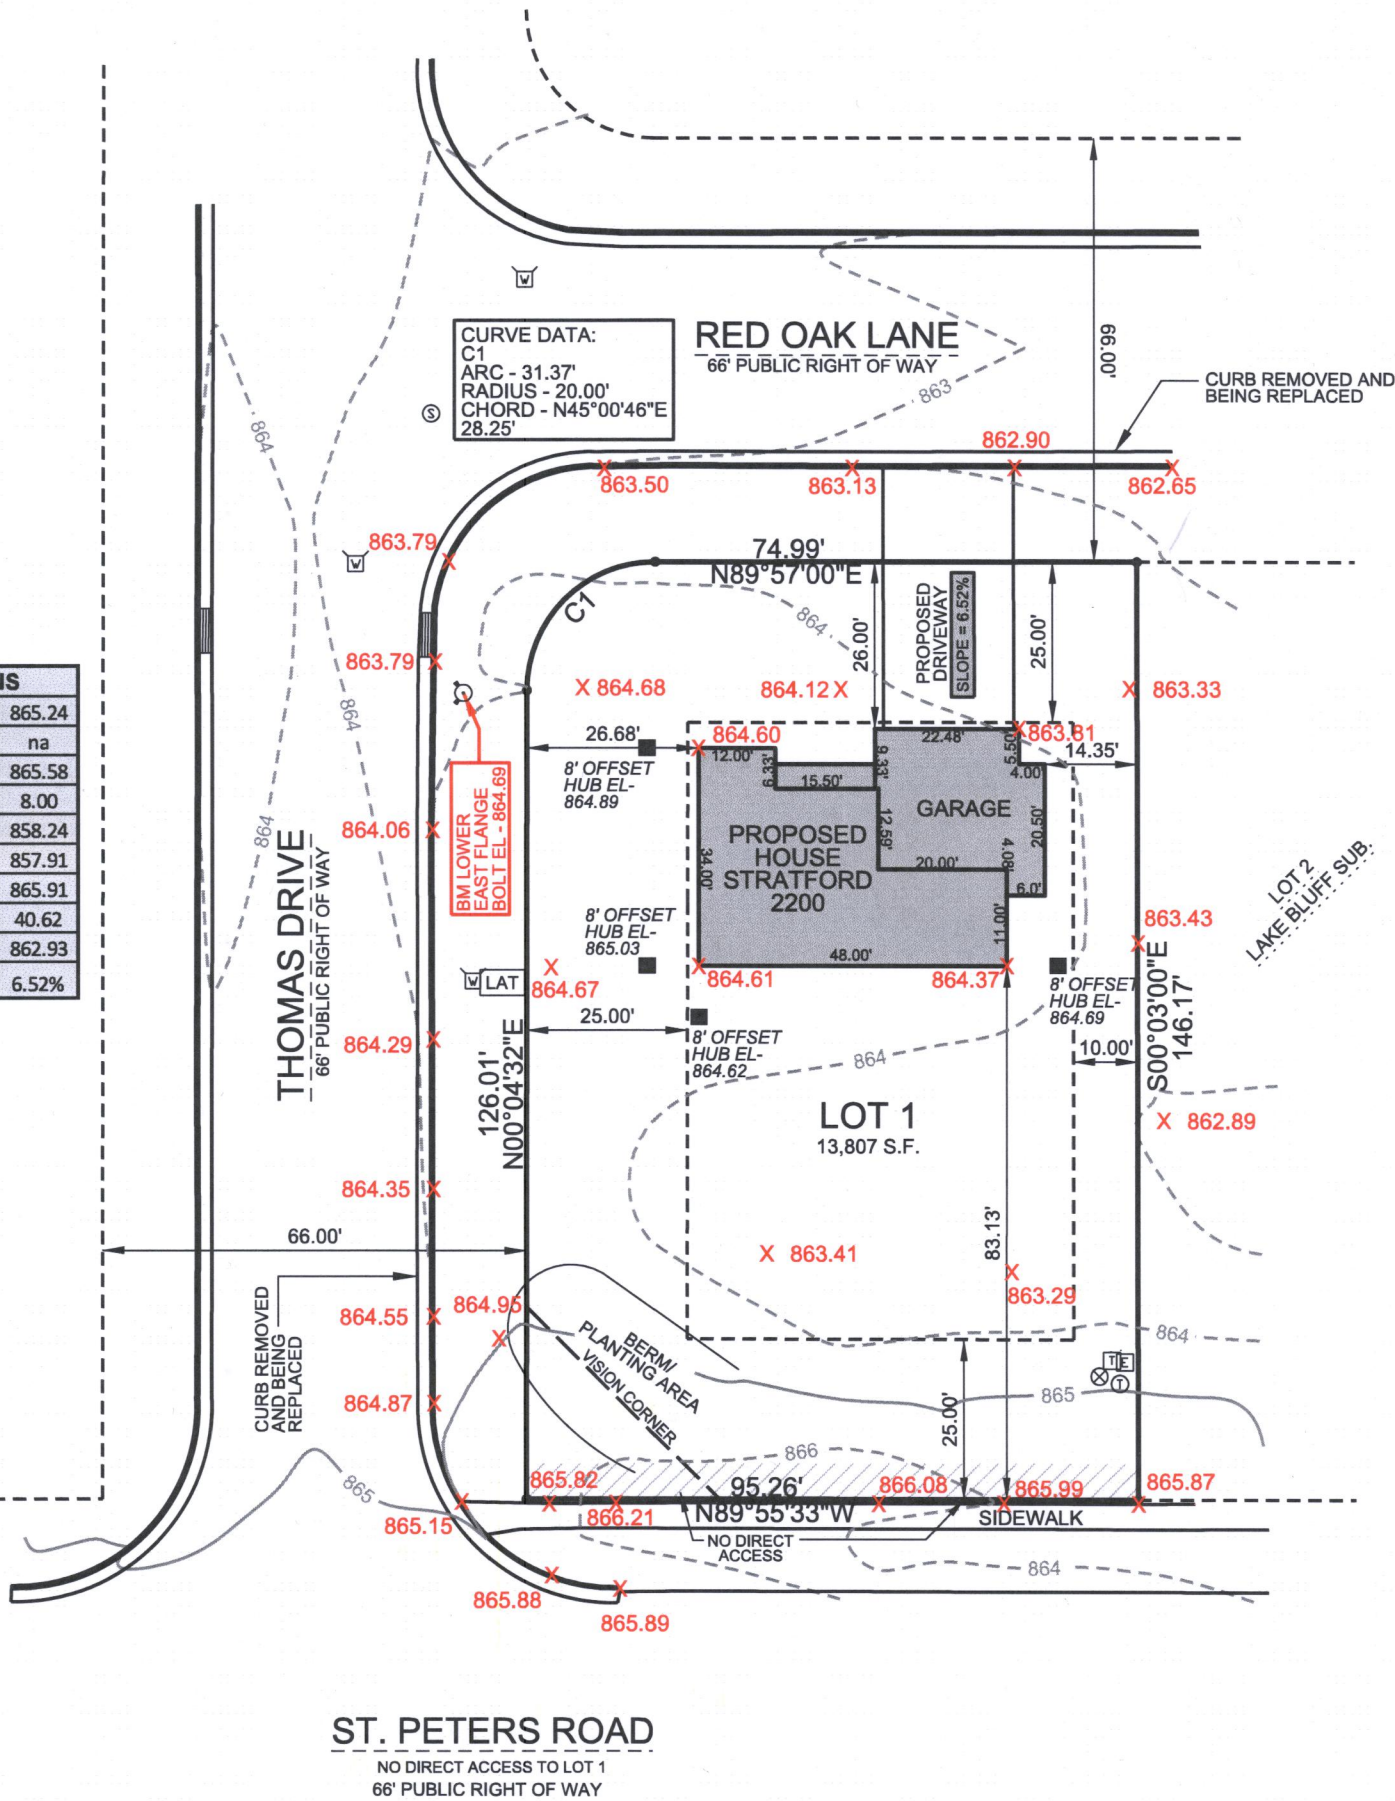 CURVE DATA:
C1
ARC - 31.37'
RADIUS - 20.00'
CHORD - N45°00'46"E
28.25'
RED OAK LANE
66' PUBLIC RIGHT OF WAY
66.00'
863
CURB REMOVED AND
BEING REPLACED
W
S
864
862.90
863.50
863.13
862.65
863.79
W
74.99'
N89°57'00"E
C1
864
26.00'
PROPOSED
DRIVEWAY
SLOPE = 6.52%
25.00'
863.79
864.68
864.12
863.33
NS
865.24
na
865.58
8.00
858.24
857.91
865.91
40.62
862.93
6.52%
864
864
26.68'
864.60
12.00'
6.33'
15.50'
9.33'
22.48'
5.50'
863.81
4.00'
14.35'
8' OFFSET
HUB EL-
864.89
BM LOWER
EAST FLANGE
BOLT EL - 864.69
864.06
GARAGE
12.59'
20.00'
4.08'
20.50'
6.0'
PROPOSED
HOUSE
STRATFORD
2200
34.00'
11.00'
48.00'
THOMAS DRIVE
66' PUBLIC RIGHT OF WAY
8' OFFSET
HUB EL-
865.03
LOT 2
LAKE BLUFF SUB.
863.43
W
LAT
864.67
864.61
864.37
8' OFFSET
HUB EL-
864.69
25.00'
8' OFFSET
HUB EL-
864.62
864
10.00'
S00°03'00"E
146.17'
864.29
126.01'
N00°04'32"E
LOT 1
13,807 S.F.
862.89
864.35
66.00'
83.13'
863.41
863.29
CURB REMOVED
AND BEING
REPLACED
864.55
864.95
BERM/
PLANTING AREA
VISION CORNER
864
T
E
T
865
864.87
25.00'
866
865
865.82
95.26'
N89°55'33"W
866.08
865.99
865.87
865.15
866.21
SIDEWALK
NO DIRECT
ACCESS
864
865.88
865.89
ST. PETERS ROAD
NO DIRECT ACCESS TO LOT 1
66' PUBLIC RIGHT OF WAY